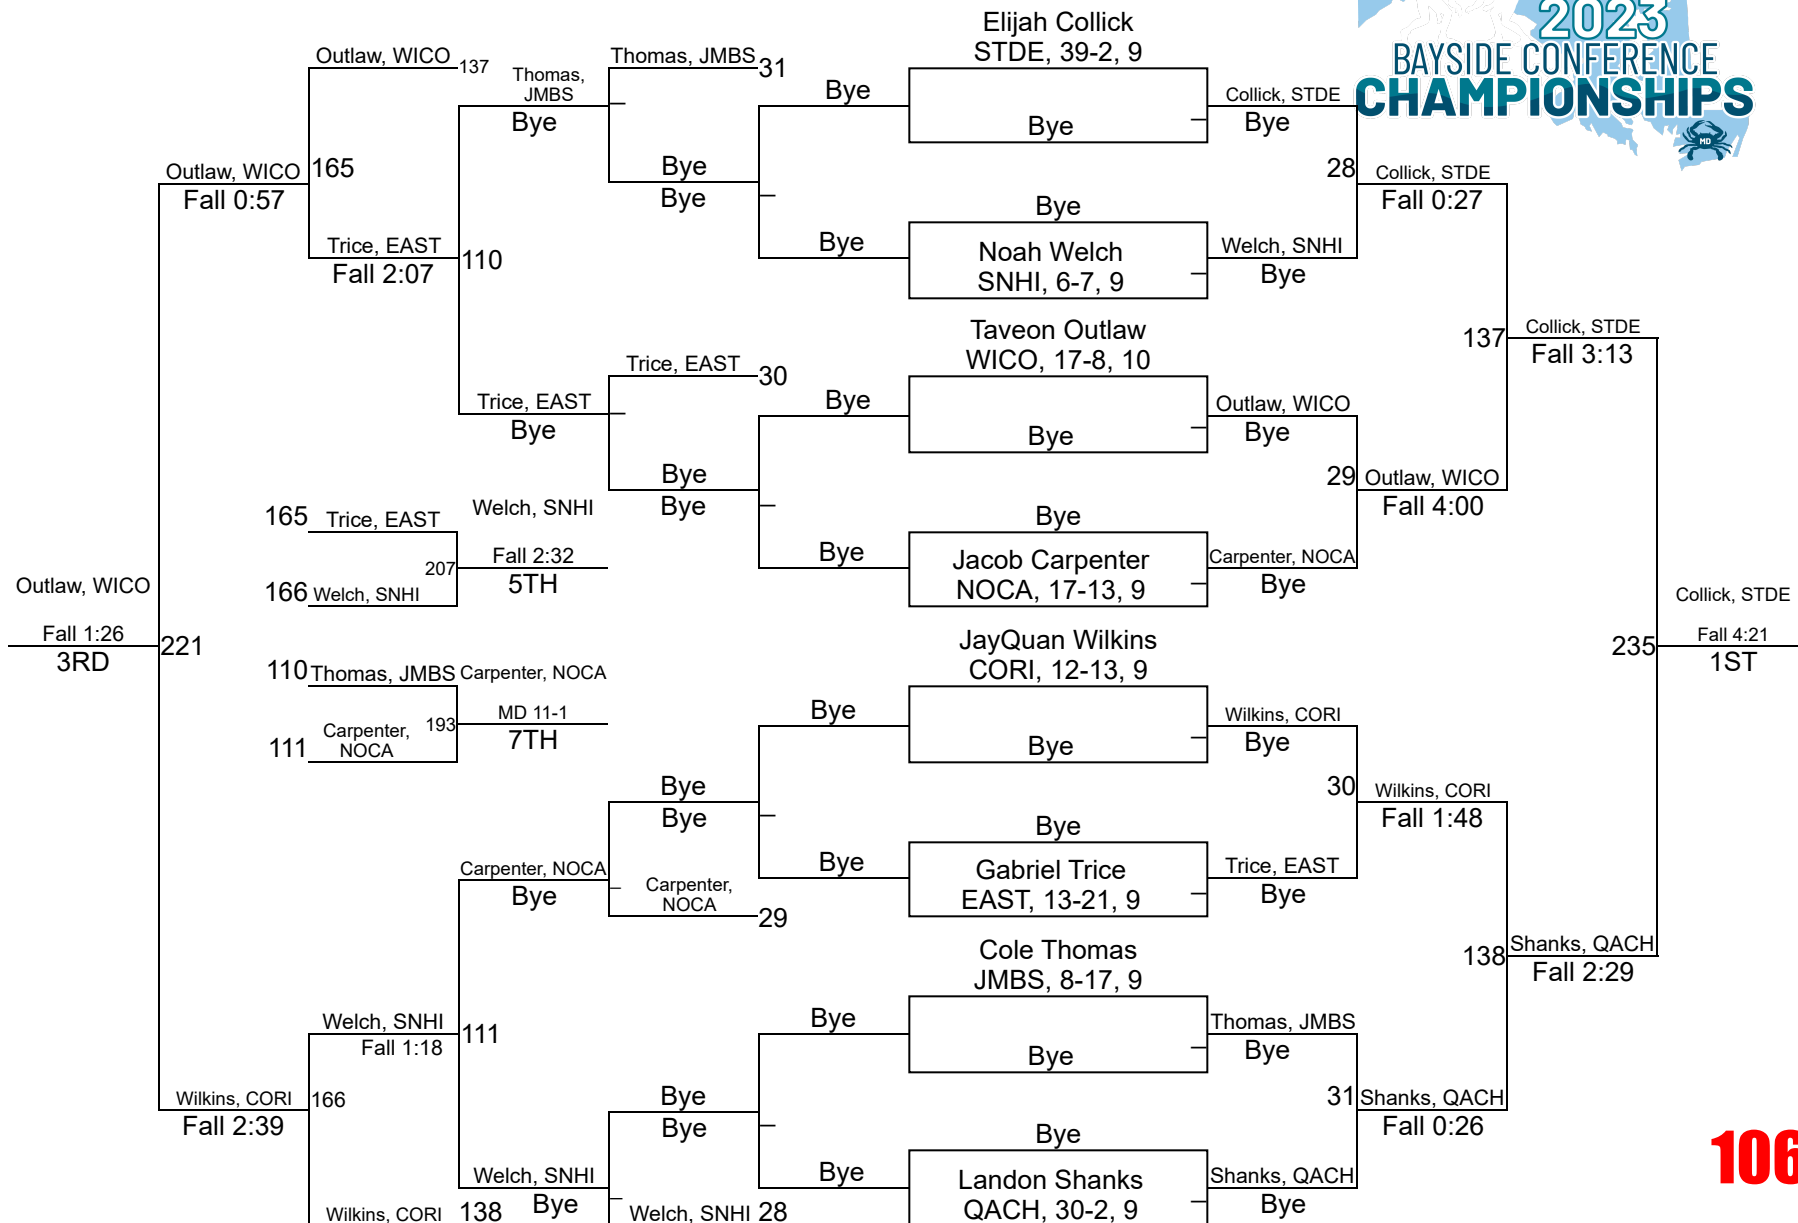 2023
BAYSIDE CONFERENCE
CHAMPIONSHIPS
MD
Elijah Collick
STDE, 39-2, 9
Bye
Bye
Noah Welch
SNHI, 6-7, 9
Taveon Outlaw
WICO, 17-8, 10
Bye
Bye
Jacob Carpenter
NOCA, 17-13, 9
JayQuan Wilkins
CORI, 12-13, 9
Bye
Bye
Gabriel Trice
EAST, 13-21, 9
Cole Thomas
JMBS, 8-17, 9
Bye
Bye
Landon Shanks
QACH, 30-2, 9
Collick, STDE
Bye
28
Welch, SNHI
Bye
Outlaw, WICO
Bye
29
Carpenter, NOCA
Bye
Wilkins, CORI
Bye
30
Trice, EAST
Bye
Thomas, JMBS
Bye
31
Shanks, QACH
Bye
Collick, STDE
Fall 0:27
137
Outlaw, WICO
Fall 4:00
Wilkins, CORI
Fall 1:48
138
Shanks, QACH
Fall 0:26
Collick, STDE
Fall 3:13
235
Shanks, QACH
Fall 2:29
Collick, STDE
Fall 4:21
1ST
106
Bye
Bye
Bye
Bye
Bye
Bye
Bye
Bye
Thomas, JMBS
31
Bye
Bye
Trice, EAST
30
Bye
Bye
Bye
Bye
Carpenter,
NOCA
29
Bye
Bye
Welch, SNHI
28
Thomas,
JMBS
Bye
110
Trice, EAST
Bye
Carpenter, NOCA
Bye
111
Welch, SNHI
Bye
Outlaw, WICO
137
165
Trice, EAST
Fall 2:07
Welch, SNHI
Fall 1:18
166
Wilkins, CORI
138
Outlaw, WICO
Fall 0:57
221
Wilkins, CORI
Fall 2:39
Outlaw, WICO
Fall 1:26
3RD
165
Trice, EAST
166
Welch, SNHI
207
Welch, SNHI
Fall 2:32
5TH
110
Thomas, JMBS
111
Carpenter,
NOCA
193
Carpenter, NOCA
MD 11-1
7TH